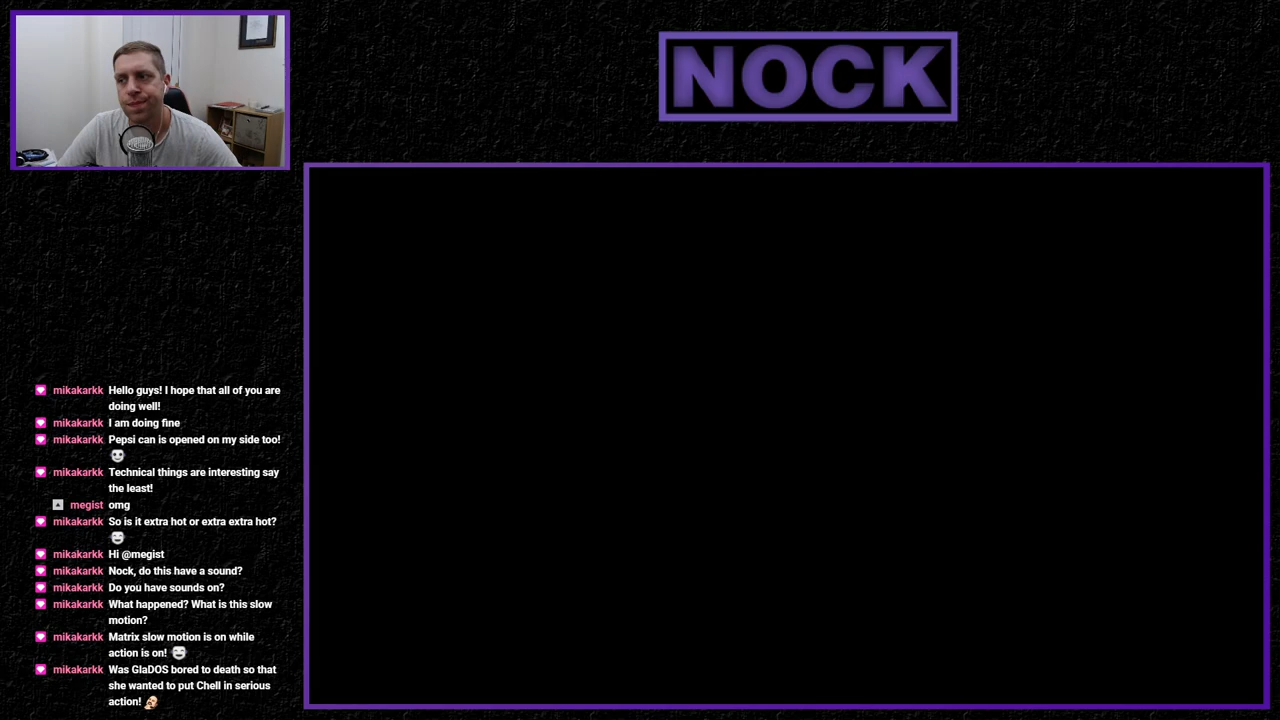 NOCK
mikakarkk Hello guys! I hope that all of you are
doing well!
mikakarkk I am doing fine
mikakarkk Pepsi can is opened on my side too!
mikakarkk Technical things are interesting say
the least!
megist omg
mikakarkk So is it extra hot or extra extra hot?
mikakarkk Hi @megist
mikakarkk Nock, do this have a sound?
mikakarkk Do you have sounds on?
mikakarkk What happened? What is this slow
motion?
mikakarkk Matrix slow motion is on while
action is on!
mikakarkk Was GlaDOS bored to death so that
she wanted to put Chell in serious
action!